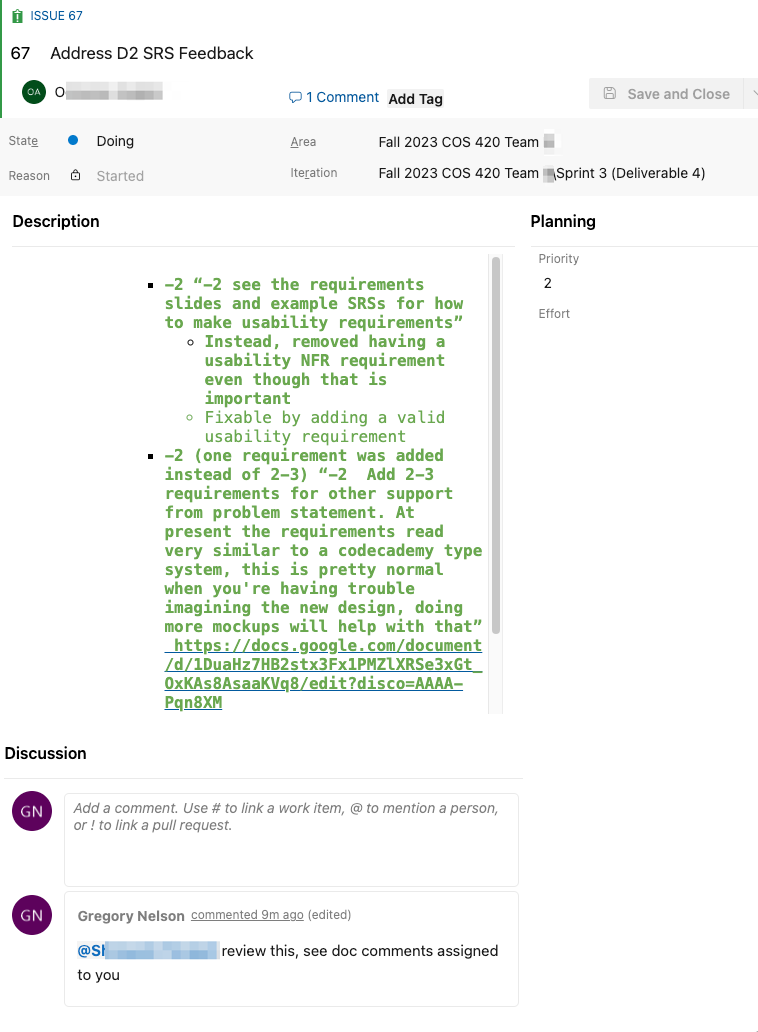 ISSUE 67
67 Address D2 SRS Feedback
OA O
1 Comment Add Tag Save and Close
State Doing Area Fall 2023 COS 420 Team
Reason Started Iteration Fall 2023 COS 420 Team \Sprint 3 (Deliverable 4)
Description Planning
Priority
2
Effort
-2 “-2 see the requirements
slides and example SRSs for how
to make usability requirements”
Instead, removed having a
usability NFR requirement
even though that is
important
Fixable by adding a valid
usability requirement
-2 (one requirement was added
instead of 2-3) “-2  Add 2-3
requirements for other support
from problem statement. At
present the requirements read
very similar to a codecademy type
system, this is pretty normal
when you're having trouble
imagining the new design, doing
more mockups will help with that”
https://docs.google.com/document
/d/1DuaHz7HB2stx3Fx1PMZlXRSe3xGt_
OxKAs8AsaaKVq8/edit?disco=AAAA-
Pqn8XM
Discussion
GN
Add a comment. Use # to link a work item, @ to mention a person,
or ! to link a pull request.
GN
Gregory Nelson commented 9m ago (edited)
@Sh review this, see doc comments assigned
to you